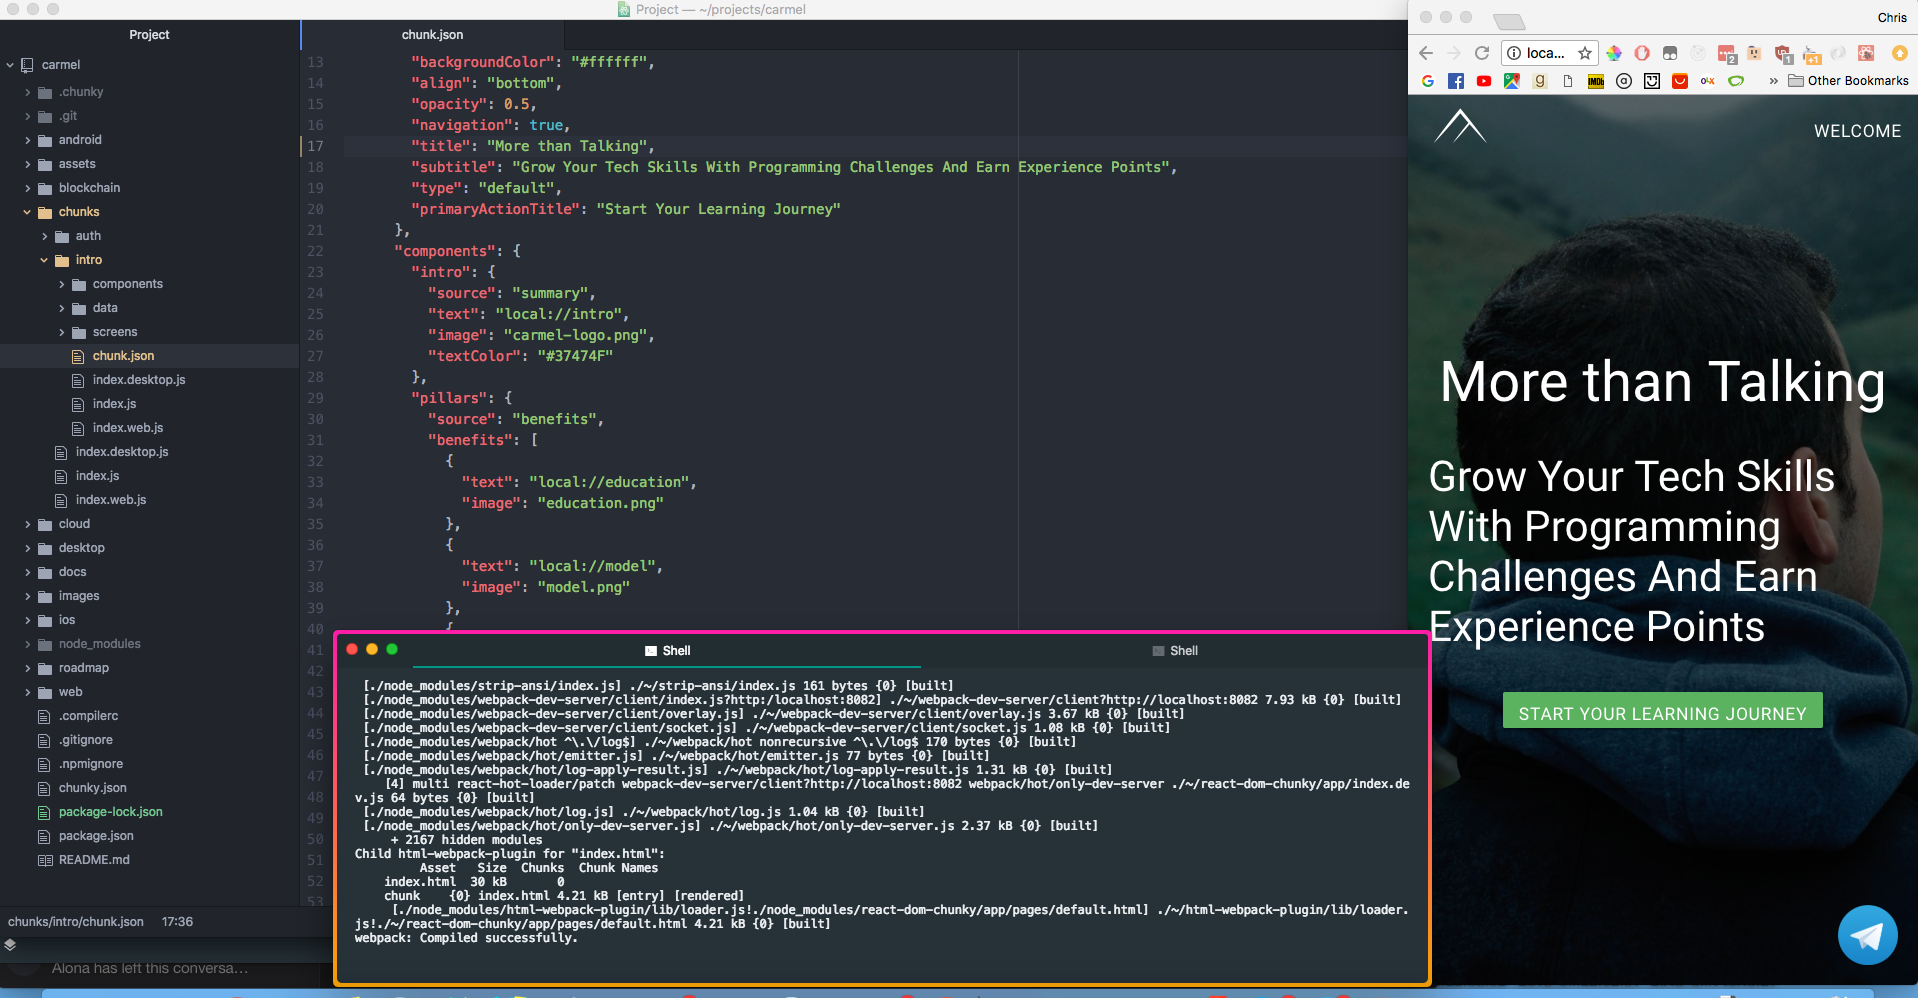 Project — ~/projects/carmel
Project
carmel
.chunky
.git
android
assets
blockchain
chunks
auth
intro
components
data
screens
chunk.json
index.desktop.js
index.js
index.web.js
index.desktop.js
index.js
index.web.js
cloud
desktop
docs
images
ios
node_modules
roadmap
web
.compilerc
.gitignore
.npmignore
chunky.json
package-lock.json
package.json
README.md
chunks/intro/chunk.json 17:36
Alona has left this conversa...
chunk.json
13 "backgroundColor": "#ffffff",
14 "align": "bottom",
15 "opacity": 0.5,
16 "navigation": true,
17 "title": "More than Talking",
18 "subtitle": "Grow Your Tech Skills With Programming Challenges And Earn Experience Points",
19 "type": "default",
20 "primaryActionTitle": "Start Your Learning Journey"
21 },
22 "components": {
23 "intro": {
24 "source": "summary",
25 "text": "local://intro",
26 "image": "carmel-logo.png",
27 "textColor": "#37474F"
28 },
29 "pillars": {
30 "source": "benefits",
31 "benefits": [
32 {
33 "text": "local://education",
34 "image": "education.png"
35 },
36 {
37 "text": "local://model",
38 "image": "model.png"
39 },
40 {
41
42
43
44
45
46
47
48
49
50
51
52
53
Shell Shell
[./node_modules/strip-ansi/index.js] ./~/strip-ansi/index.js 161 bytes {0} [built]
[./node_modules/webpack-dev-server/client/index.js?http:/localhost:8082] ./~/webpack-dev-server/client?http://localhost:8082 7.93 kB {0} [built]
[./node_modules/webpack-dev-server/client/overlay.js] ./~/webpack-dev-server/client/overlay.js 3.67 kB {0} [built]
[./node_modules/webpack-dev-server/client/socket.js] ./~/webpack-dev-server/client/socket.js 1.08 kB {0} [built]
[./node_modules/webpack/hot ^\.\/log$] ./~/webpack/hot nonrecursive ^\.\/log$ 170 bytes {0} [built]
[./node_modules/webpack/hot/emitter.js] ./~/webpack/hot/emitter.js 77 bytes {0} [built]
[./node_modules/webpack/hot/log-apply-result.js] ./~/webpack/hot/log-apply-result.js 1.31 kB {0} [built]
[4] multi react-hot-loader/patch webpack-dev-server/client?http://localhost:8082 webpack/hot/only-dev-server ./~/react-dom-chunky/app/index.de
v.js 64 bytes {0} [built]
[./node_modules/webpack/hot/log.js] ./~/webpack/hot/log.js 1.04 kB {0} [built]
[./node_modules/webpack/hot/only-dev-server.js] ./~/webpack/hot/only-dev-server.js 2.37 kB {0} [built]
+ 2167 hidden modules
Child html-webpack-plugin for "index.html":
Asset Size Chunks Chunk Names
index.html 30 kB 0
chunk {0} index.html 4.21 kB [entry] [rendered]
[./node_modules/html-webpack-plugin/lib/loader.js!./node_modules/react-dom-chunky/app/pages/default.html] ./~/html-webpack-plugin/lib/loader.
js!./~/react-dom-chunky/app/pages/default.html 4.21 kB {0} [built]
webpack: Compiled successfully.
Chris
loca...
2 1 +1
g IMDb a olx » Other Bookmarks
WELCOME
More than Talking
Grow Your Tech Skills
With Programming
Challenges And Earn
Experience Points
START YOUR LEARNING JOURNEY